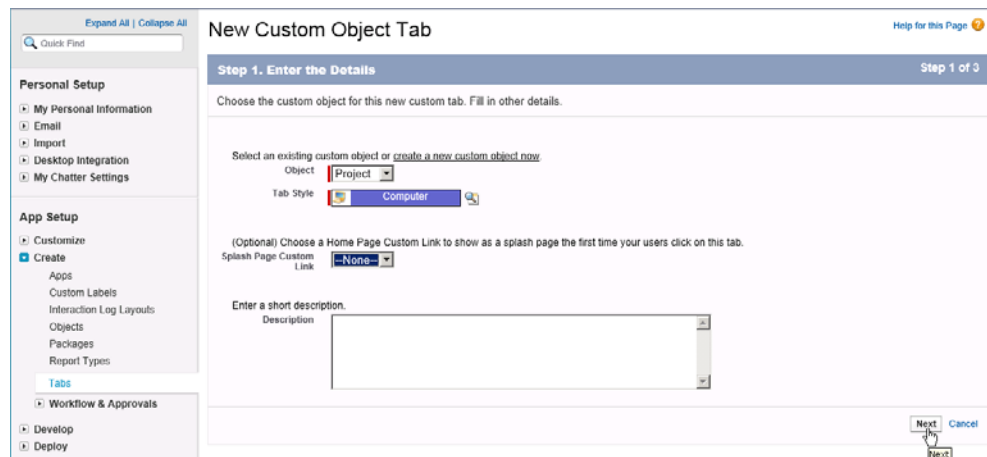 Expand All | Collapse All
Quick Find
Personal Setup
My Personal Information
Email
Import
Desktop Integration
My Chatter Settings
App Setup
Customize
Create
Apps
Custom Labels
Interaction Log Layouts
Objects
Packages
Report Types
Tabs
Workflow & Approvals
Develop
Deploy
New Custom Object Tab
Help for this Page
Step 1. Enter the Details
Step 1 of 3
Choose the custom object for this new custom tab. Fill in other details.
Select an existing custom object or create a new custom object now.
Object
Project
Tab Style
Computer
(Optional) Choose a Home Page Custom Link to show as a splash page the first time your users click on this tab.
Splash Page Custom
Link
--None--
Enter a short description.
Description
Next
Cancel
Next